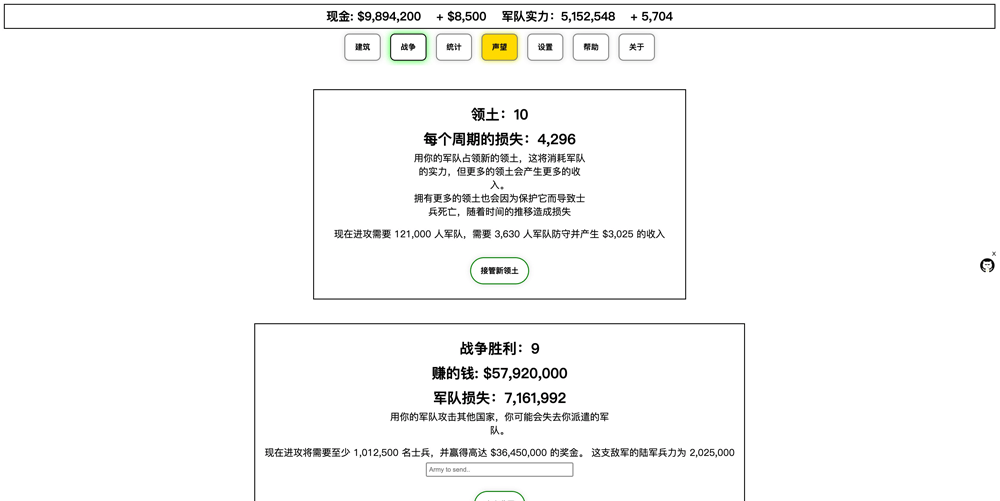 现金: $9,894,200 + $8,500 军队实力：5,152,548 + 5,704
建筑 战争 统计 声望 设置 帮助 关于
领土：10
每个周期的损失：4,296
用你的军队占领新的领土，这将消耗军队
的实力，但更多的领土会产生更多的收
入。
拥有更多的领土也会因为保护它而导致士
兵死亡，随着时间的推移造成损失
现在进攻需要 121,000 人军队，需要 3,630 人军队防守并产生 $3,025 的收入
x
接管新领土
战争胜利：9
赚的钱: $57,920,000
军队损失：7,161,992
用你的军队攻击其他国家，你可能会失去你派遣的军
队。
现在进攻将需要至少 1,012,500 名士兵，并赢得高达 $36,450,000 的奖金。 这支敌军的陆军兵力为 2,025,000
Army to send..